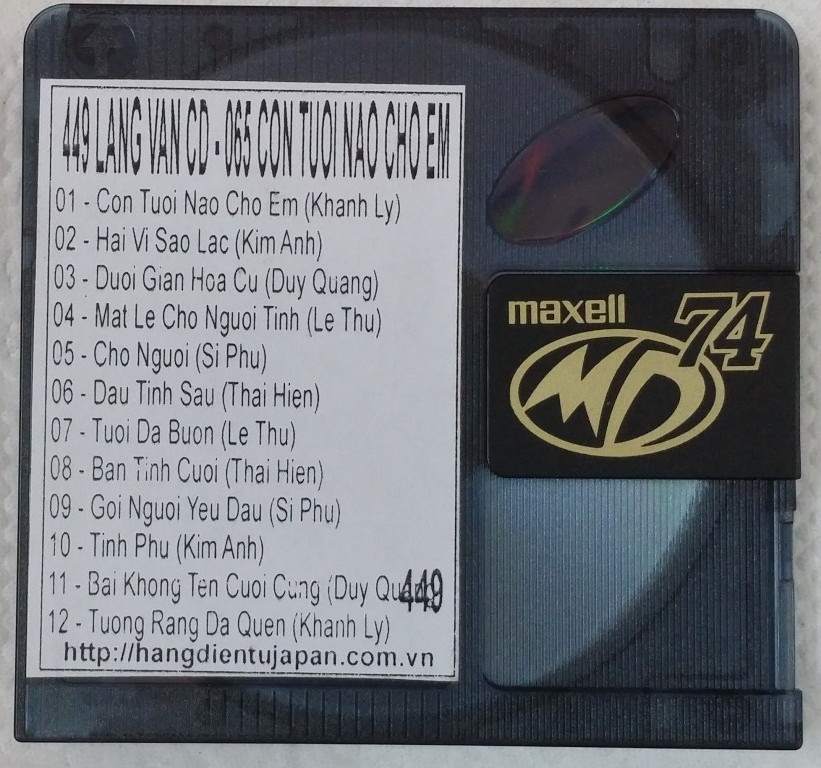 449 LANG VAN CD - 065 CON TUOI NAO CHO EM
01 - Con Tuoi Nao Cho Em (Khanh Ly)
02 - Hai Vi Sao Lac (Kim Anh)
03 - Duoi Gian Hoa Cu (Duy Quang)
04 - Mat Le Cho Nguoi Tinh (Le Thu)
05 - Cho Nguoi (Si Phu)
06 - Dau Tinh Sau (Thai Hien)
07 - Tuoi Da Buon (Le Thu)
08 - Ban Tinh Cuoi (Thai Hien)
09 - Goi Nguoi Yeu Dau (Si Phu)
10 - Tinh Phu (Kim Anh)
11 - Bai Khong Ten Cuoi Cung (Duy Quang)
449
12 - Tuong Rang Da Quen (Khanh Ly)
http://hangdientujapan.com.vn
maxell
74
MD